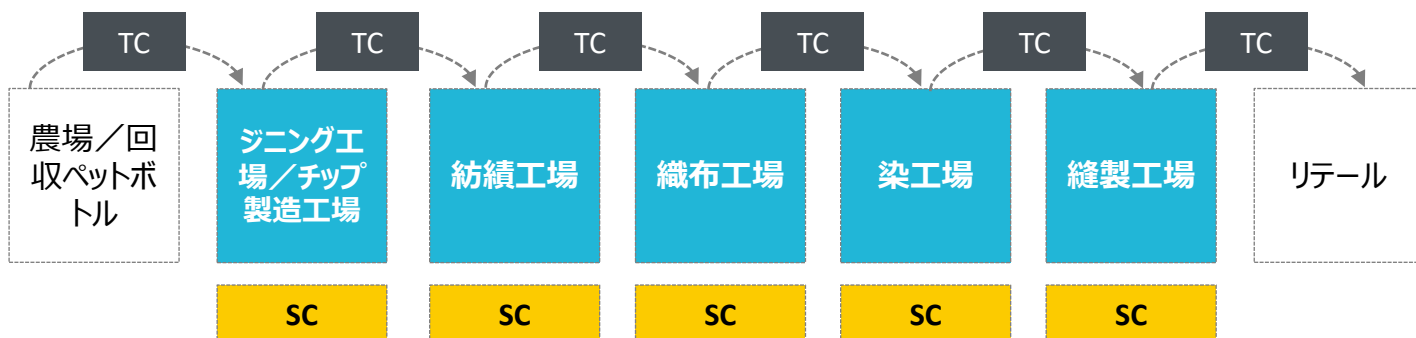 TC TC TC TC TC TC
農場／回
収ペットボ
トル
ジニング工
場／チップ
製造工場
紡績工場
織布工場
染工場
縫製工場
リテール
SC SC SC SC SC